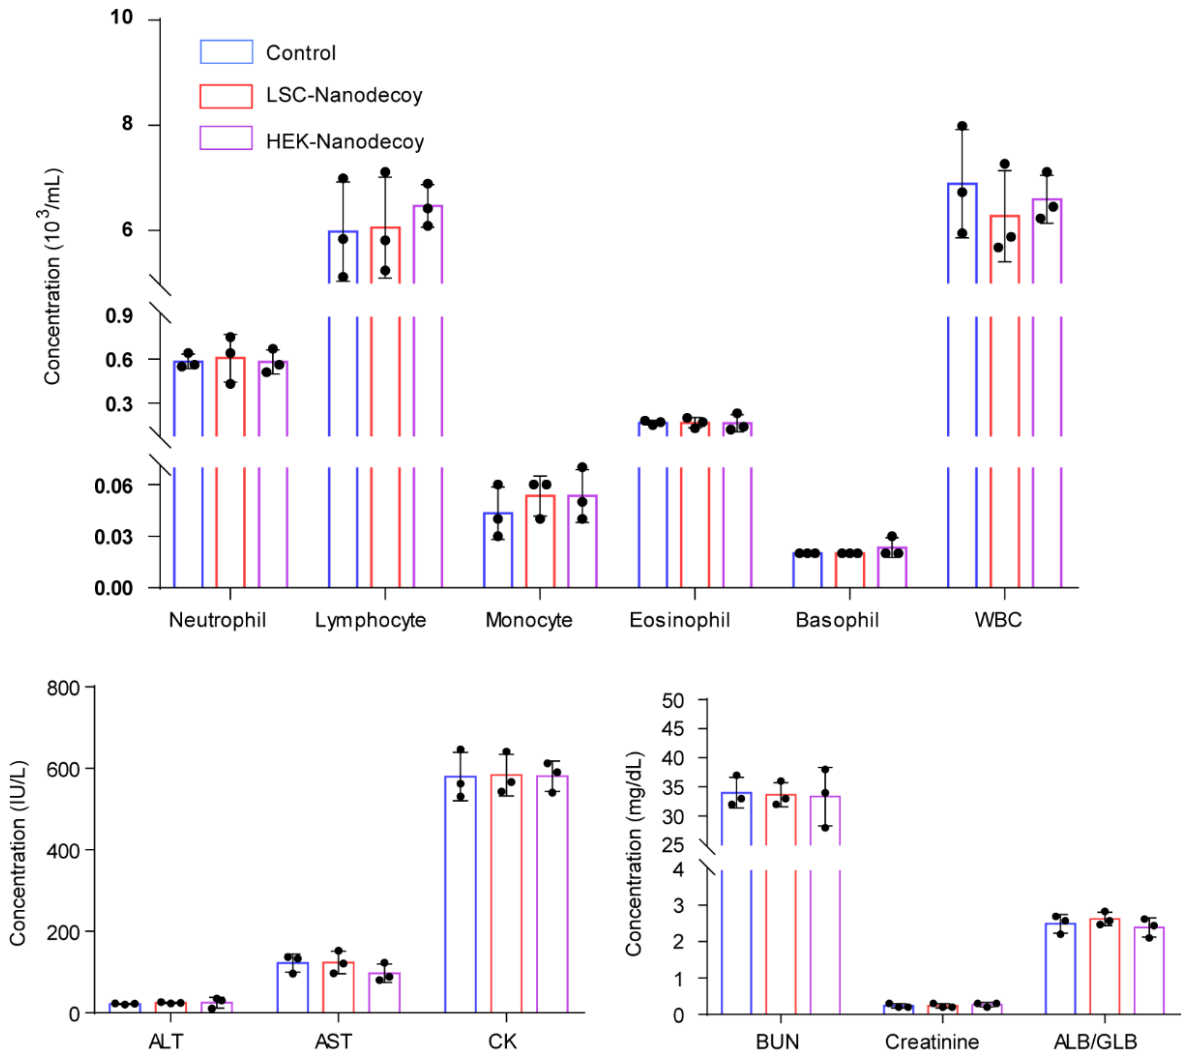 10
8
6
0.9
0.6
0.3
0.06
0.03
0.00
Concentration (10³/mL)
Control
LSC-Nanodecoy
HEK-Nanodecoy
Neutrophil Lymphocyte Monocyte Eosinophil Basophil WBC
800
600
400
200
0
Concentration (IU/L)
ALT AST CK
50
45
40
35
30
25
4
3
2
1
0
Concentration (mg/dL)
BUN Creatinine ALB/GLB